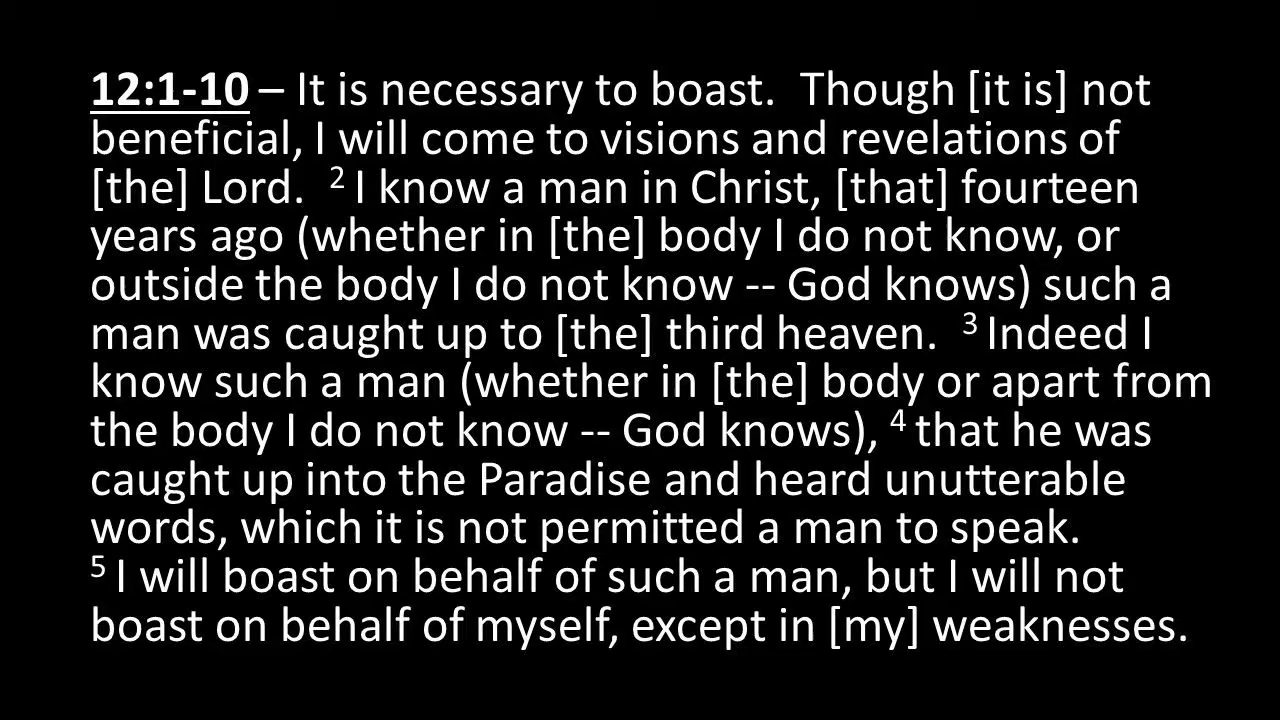 12:1-10 – It is necessary to boast.  Though [it is] not
beneficial, I will come to visions and revelations of
[the] Lord.  2 I know a man in Christ, [that] fourteen
years ago (whether in [the] body I do not know, or
outside the body I do not know -- God knows) such a
man was caught up to [the] third heaven.  3 Indeed I
know such a man (whether in [the] body or apart from
the body I do not know -- God knows), 4 that he was
caught up into the Paradise and heard unutterable
words, which it is not permitted a man to speak.
5 I will boast on behalf of such a man, but I will not
boast on behalf of myself, except in [my] weaknesses.